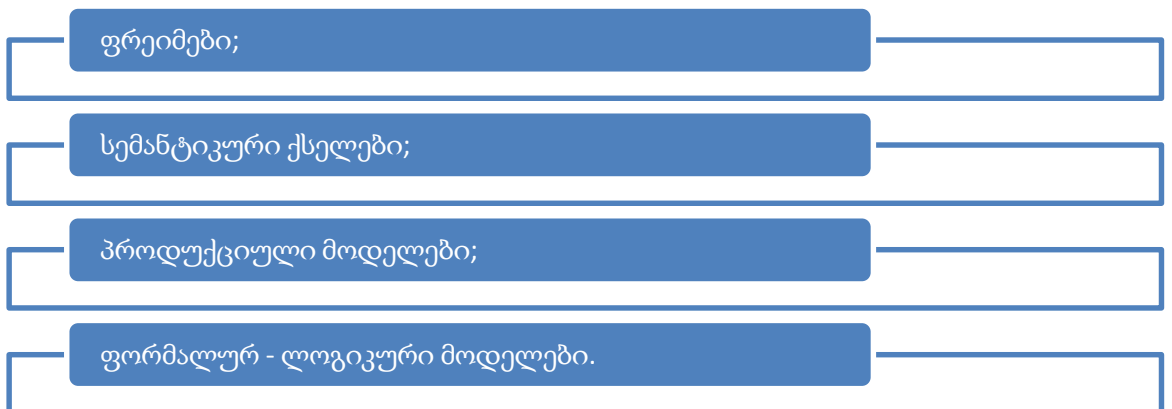 ფრეიმები;
სემანტიკური ქსელები;
პროდუქციული მოდელები;
ფორმალურ - ლოგიკური მოდელები.